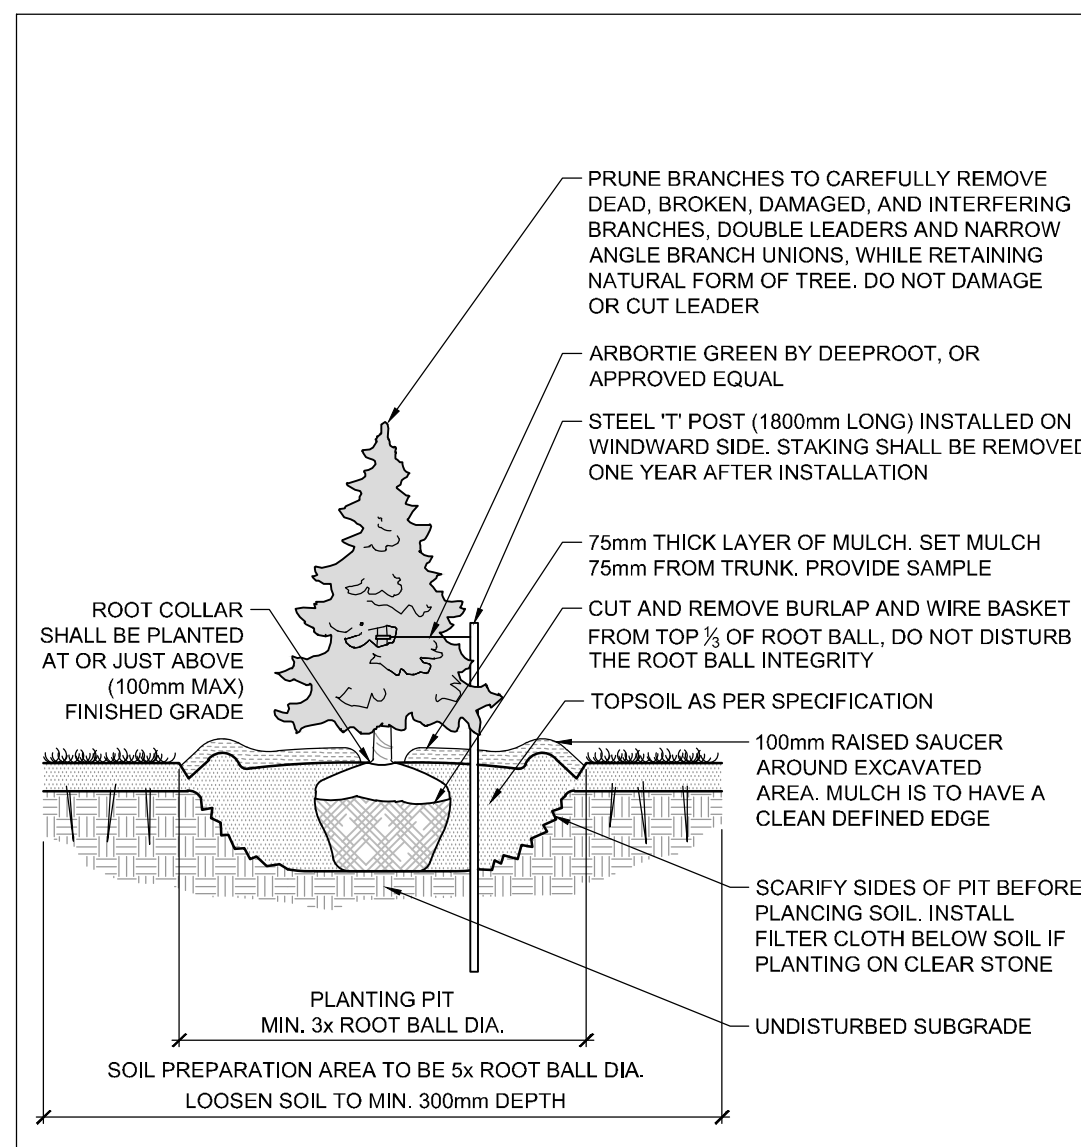 PRUNE BRANCHES TO CAREFULLY REMOVE
DEAD, BROKEN, DAMAGED, AND INTERFERING
BRANCHES, DOUBLE LEADERS AND NARROW
ANGLE BRANCH UNIONS, WHILE RETAINING
NATURAL FORM OF TREE. DO NOT DAMAGE
OR CUT LEADER
ARBORTIE GREEN BY DEEPROOT, OR
APPROVED EQUAL
STEEL 'T' POST (1800mm LONG) INSTALLED ON
WINDWARD SIDE. STAKING SHALL BE REMOVED
ONE YEAR AFTER INSTALLATION
75mm THICK LAYER OF MULCH. SET MULCH
75mm FROM TRUNK. PROVIDE SAMPLE
CUT AND REMOVE BURLAP AND WIRE BASKET
FROM TOP ⅓ OF ROOT BALL, DO NOT DISTURB
THE ROOT BALL INTEGRITY
ROOT COLLAR
SHALL BE PLANTED
AT OR JUST ABOVE
(100mm MAX)
FINISHED GRADE
TOPSOIL AS PER SPECIFICATION
100mm RAISED SAUCER
AROUND EXCAVATED
AREA. MULCH IS TO HAVE A
CLEAN DEFINED EDGE
SCARIFY SIDES OF PIT BEFORE
PLANCING SOIL. INSTALL
FILTER CLOTH BELOW SOIL IF
PLANTING ON CLEAR STONE
UNDISTURBED SUBGRADE
PLANTING PIT
MIN. 3x ROOT BALL DIA.
SOIL PREPARATION AREA TO BE 5x ROOT BALL DIA.
LOOSEN SOIL TO MIN. 300mm DEPTH